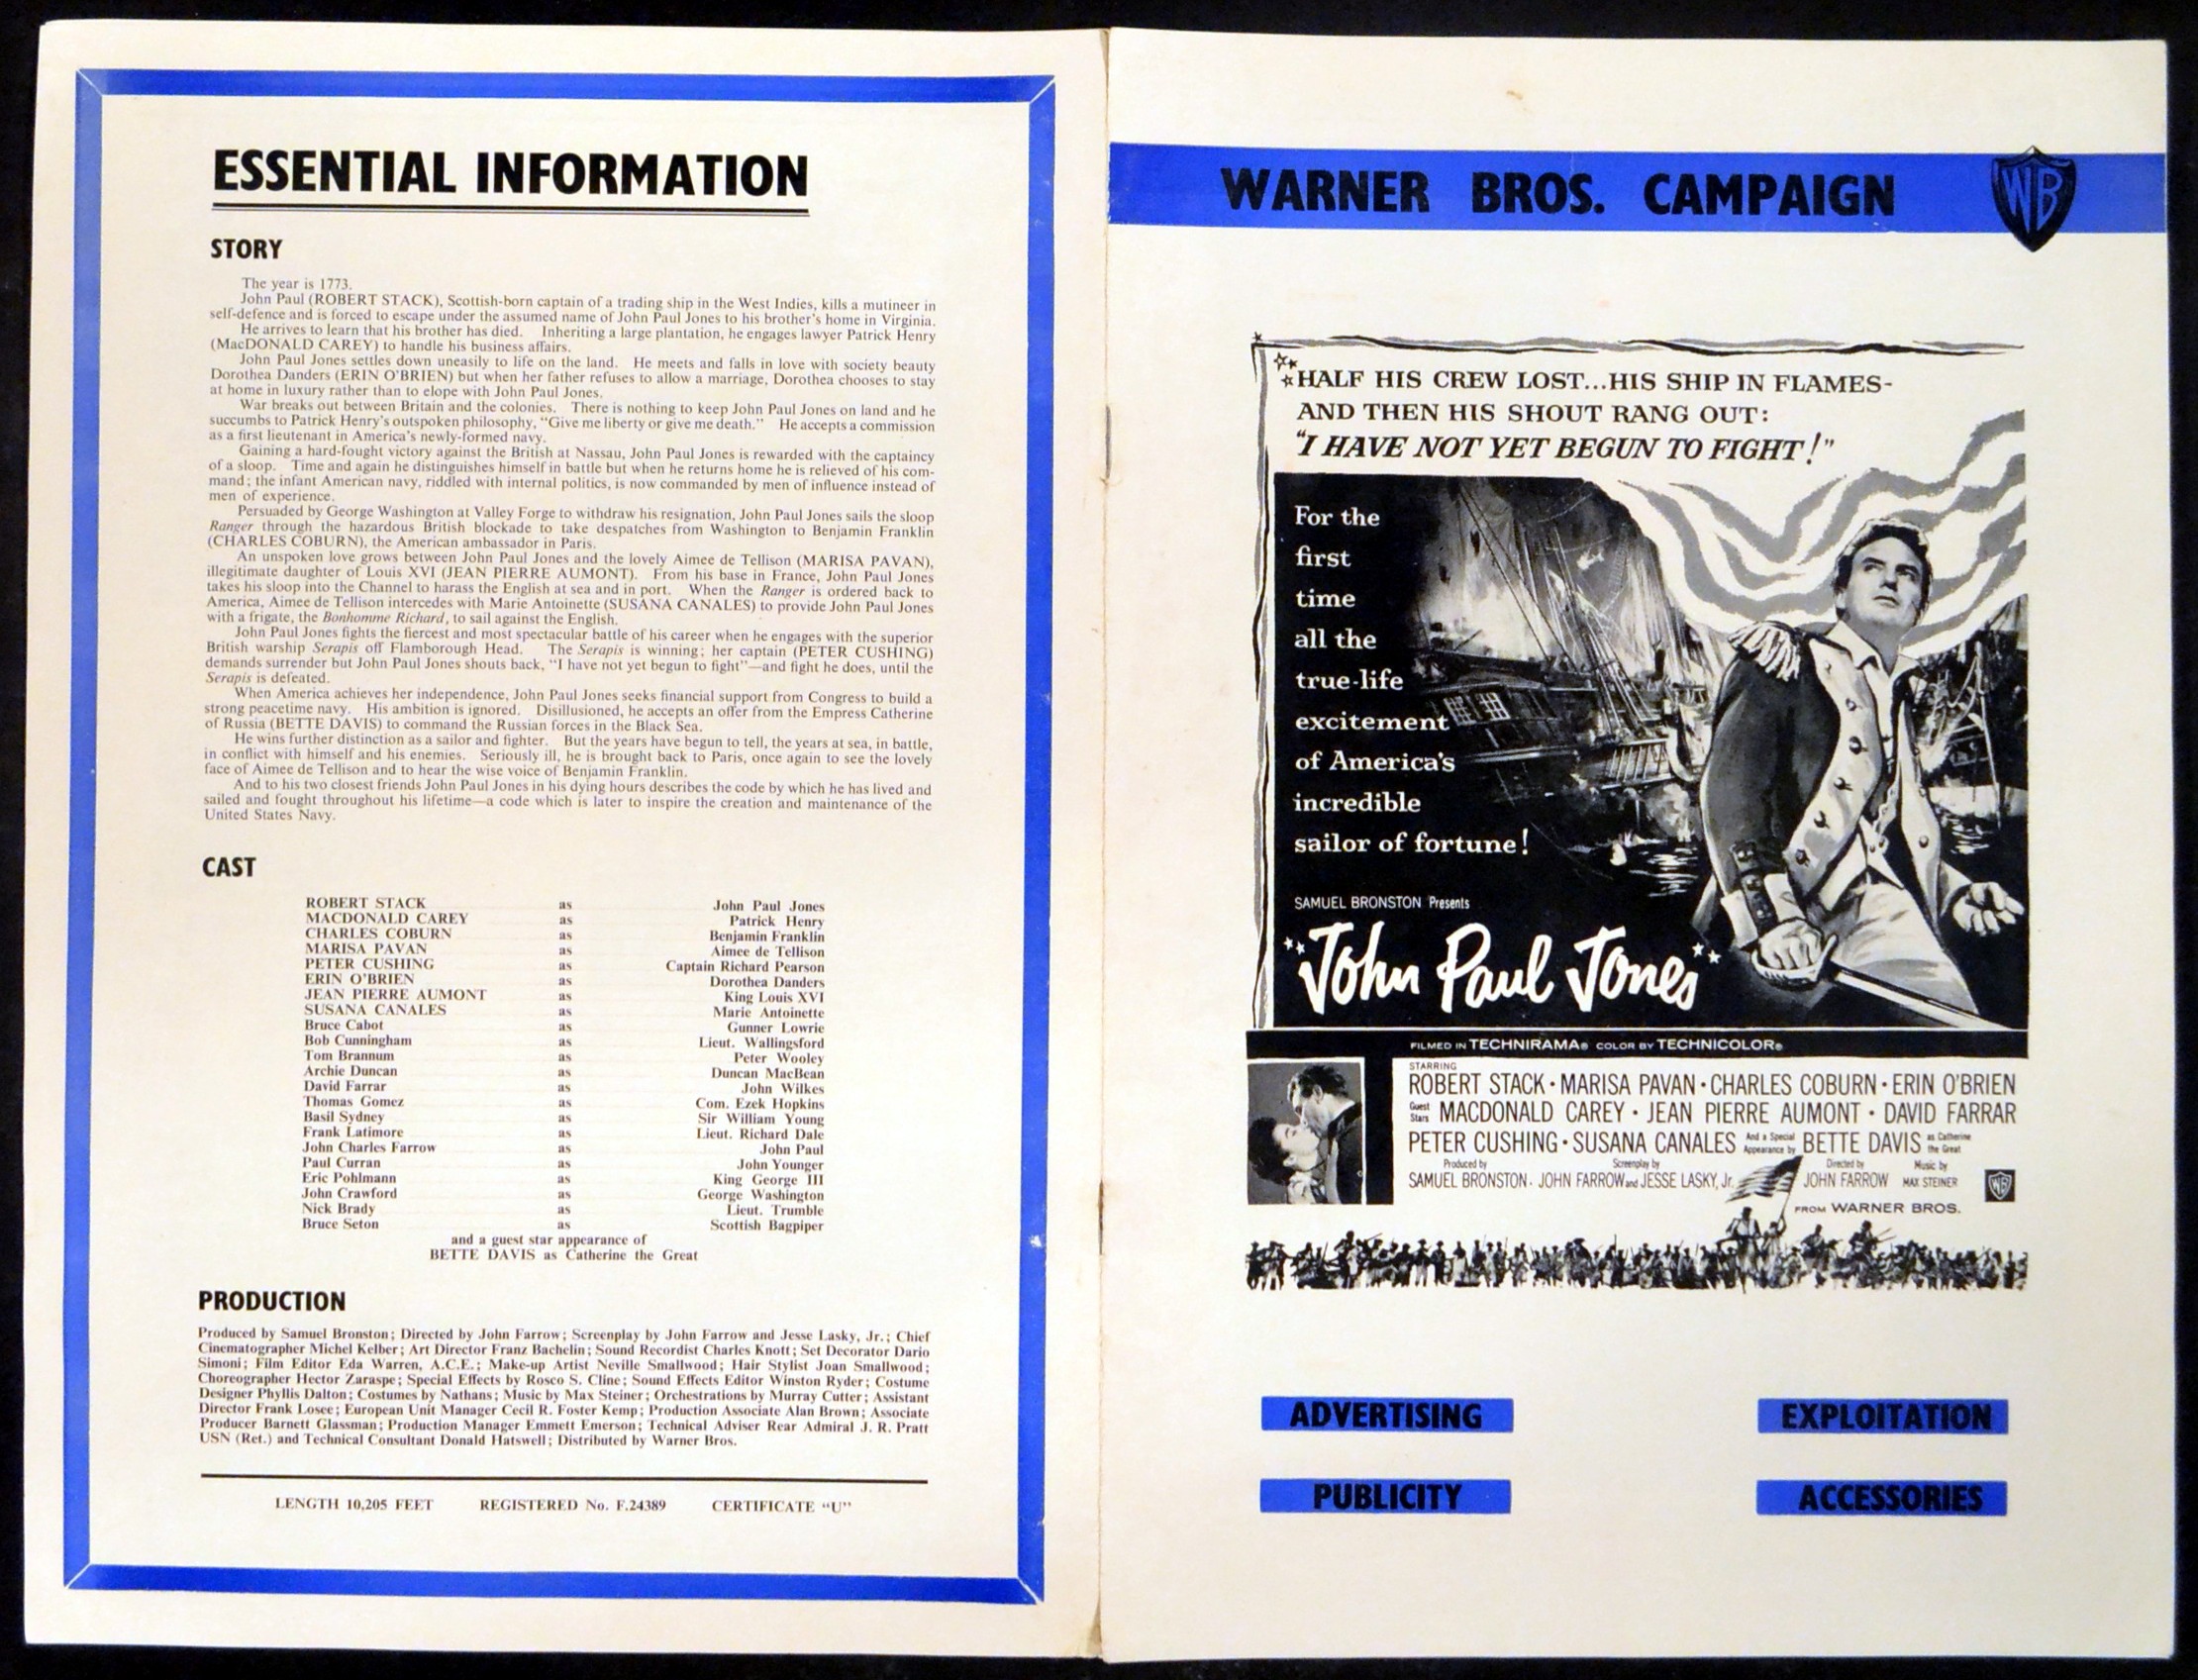 ESSENTIAL INFORMATION
STORY
The year is 1773.
John Paul (ROBERT STACK), Scottish-born captain of a trading ship in the West Indies, kills a mutineer in
self-defence and is forced to escape under the assumed name of John Paul Jones to his brother's home in Virginia.
He arrives to learn that his brother has died. Inheriting a large plantation, he engages lawyer Patrick Henry
(MacDONALD CAREY) to handle his business affairs.
John Paul Jones settles down uneasily to life on the land. He meets and falls in love with society beauty
Dorothea Danders (ERIN O'BRIEN) but when her father refuses to allow a marriage, Dorothea chooses to stay
at home in luxury rather than to elope with John Paul Jones.
War breaks out between Britain and the colonies. There is nothing to keep John Paul Jones on land and he
succumbs to Patrick Henry's outspoken philosophy, "Give me liberty or give me death." He accepts a commission
as a first lieutenant in America's newly-formed navy.
Gaining a hard-fought victory against the British at Nassau, John Paul Jones is rewarded with the captaincy
of a sloop. Time and again he distinguishes himself in battle but when he returns home he is relieved of his com-
mand; the infant American navy, riddled with internal politics, is now commanded by men of influence instead of
men of experience.
Persuaded by George Washington at Valley Forge to withdraw his resignation, John Paul Jones sails the sloop
Ranger through the hazardous British blockade to take despatches from Washington to Benjamin Franklin
(CHARLES COBURN), the American ambassador in Paris.
An unspoken love grows between John Paul Jones and the lovely Aimee de Tellison (MARISA PAVAN),
illegitimate daughter of Louis XVI (JEAN PIERRE AUMONT). From his base in France, John Paul Jones
takes his sloop into the Channel to harass the English at sea and in port. When the Ranger is ordered back to
America, Aimee de Tellison intercedes with Marie Antoinette (SUSANA CANALES) to provide John Paul Jones
with a frigate, the Bonhomme Richard, to sail against the English.
John Paul Jones fights the fiercest and most spectacular battle of his career when he engages with the superior
British warship Serapis off Flamborough Head. The Serapis is winning; her captain (PETER CUSHING)
demands surrender but John Paul Jones shouts back, "I have not yet begun to fight"—and fight he does, until the
Serapis is defeated.
When America achieves her independence, John Paul Jones seeks financial support from Congress to build a
strong peacetime navy. His ambition is ignored. Disillusioned, he accepts an offer from the Empress Catherine
of Russia (BETTE DAVIS) to command the Russian forces in the Black Sea.
He wins further distinction as a sailor and fighter. But the years have begun to tell, the years at sea, in battle,
in conflict with himself and his enemies. Seriously ill, he is brought back to Paris, once again to see the lovely
face of Aimee de Tellison and to hear the wise voice of Benjamin Franklin.
And to his two closest friends John Paul Jones in his dying hours describes the code by which he has lived and
sailed and fought throughout his lifetime—a code which is later to inspire the creation and maintenance of the
United States Navy.
CAST
ROBERT STACK as John Paul Jones
MACDONALD CAREY as Patrick Henry
CHARLES COBURN as Benjamin Franklin
MARISA PAVAN as Aimee de Tellison
PETER CUSHING as Captain Richard Pearson
ERIN O'BRIEN as Dorothea Danders
JEAN PIERRE AUMONT as King Louis XVI
SUSANA CANALES as Marie Antoinette
Bruce Cabot as Gunner Lowrie
Bob Cunningham as Lieut. Wallingsford
Tom Brannum as Peter Wooley
Archie Duncan as Duncan MacBean
David Farrar as John Wilkes
Thomas Gomez as Com. Ezek Hopkins
Basil Sydney as Sir William Young
Frank Latimore as Lieut. Richard Dale
John Charles Farrow as John Paul
Paul Curran as John Younger
Eric Pohlmann as King George III
John Crawford as George Washington
Nick Brady as Lieut. Trumble
Bruce Seton as Scottish Bagpiper
and a guest star appearance of
BETTE DAVIS as Catherine the Great
PRODUCTION
Produced by Samuel Bronston; Directed by John Farrow; Screenplay by John Farrow and Jesse Lasky, Jr.; Chief
Cinematographer Michel Kelber; Art Director Franz Bachelin; Sound Recordist Charles Knott; Set Decorator Dario
Simoni; Film Editor Eda Warren, A.C.E.; Make-up Artist Neville Smallwood; Hair Stylist Joan Smallwood;
Choreographer Hector Zaraspe; Special Effects by Rosco S. Cline; Sound Effects Editor Winston Ryder; Costume
Designer Phyllis Dalton; Costumes by Nathans; Music by Max Steiner; Orchestrations by Murray Cutter; Assistant
Director Frank Losee; European Unit Manager Cecil R. Foster Kemp; Production Associate Alan Brown; Associate
Producer Barnett Glassman; Production Manager Emmett Emerson; Technical Adviser Rear Admiral J. R. Pratt
USN (Ret.) and Technical Consultant Donald Hatswell; Distributed by Warner Bros.
LENGTH 10,205 FEET REGISTERED No. F.24389 CERTIFICATE "U"
WARNER BROS. CAMPAIGN
WB
HALF HIS CREW LOST...HIS SHIP IN FLAMES-
AND THEN HIS SHOUT RANG OUT:
"I HAVE NOT YET BEGUN TO FIGHT!"
For the
first
time
all the
true-life
excitement
of America's
incredible
sailor of fortune!
SAMUEL BRONSTON Presents
John Paul Jones
FILMED IN TECHNIRAMA® COLOR BY TECHNICOLOR®
STARRING
ROBERT STACK · MARISA PAVAN · CHARLES COBURN · ERIN O'BRIEN
Guest Stars MACDONALD CAREY · JEAN PIERRE AUMONT · DAVID FARRAR
PETER CUSHING · SUSANA CANALES And a Special Appearance by BETTE DAVIS as Catherine the Great
Produced by SAMUEL BRONSTON · Screenplay by JOHN FARROW and JESSE LASKY, Jr. Directed by JOHN FARROW Music by MAX STEINER
WB
FROM WARNER BROS.
ADVERTISING
EXPLOITATION
PUBLICITY
ACCESSORIES